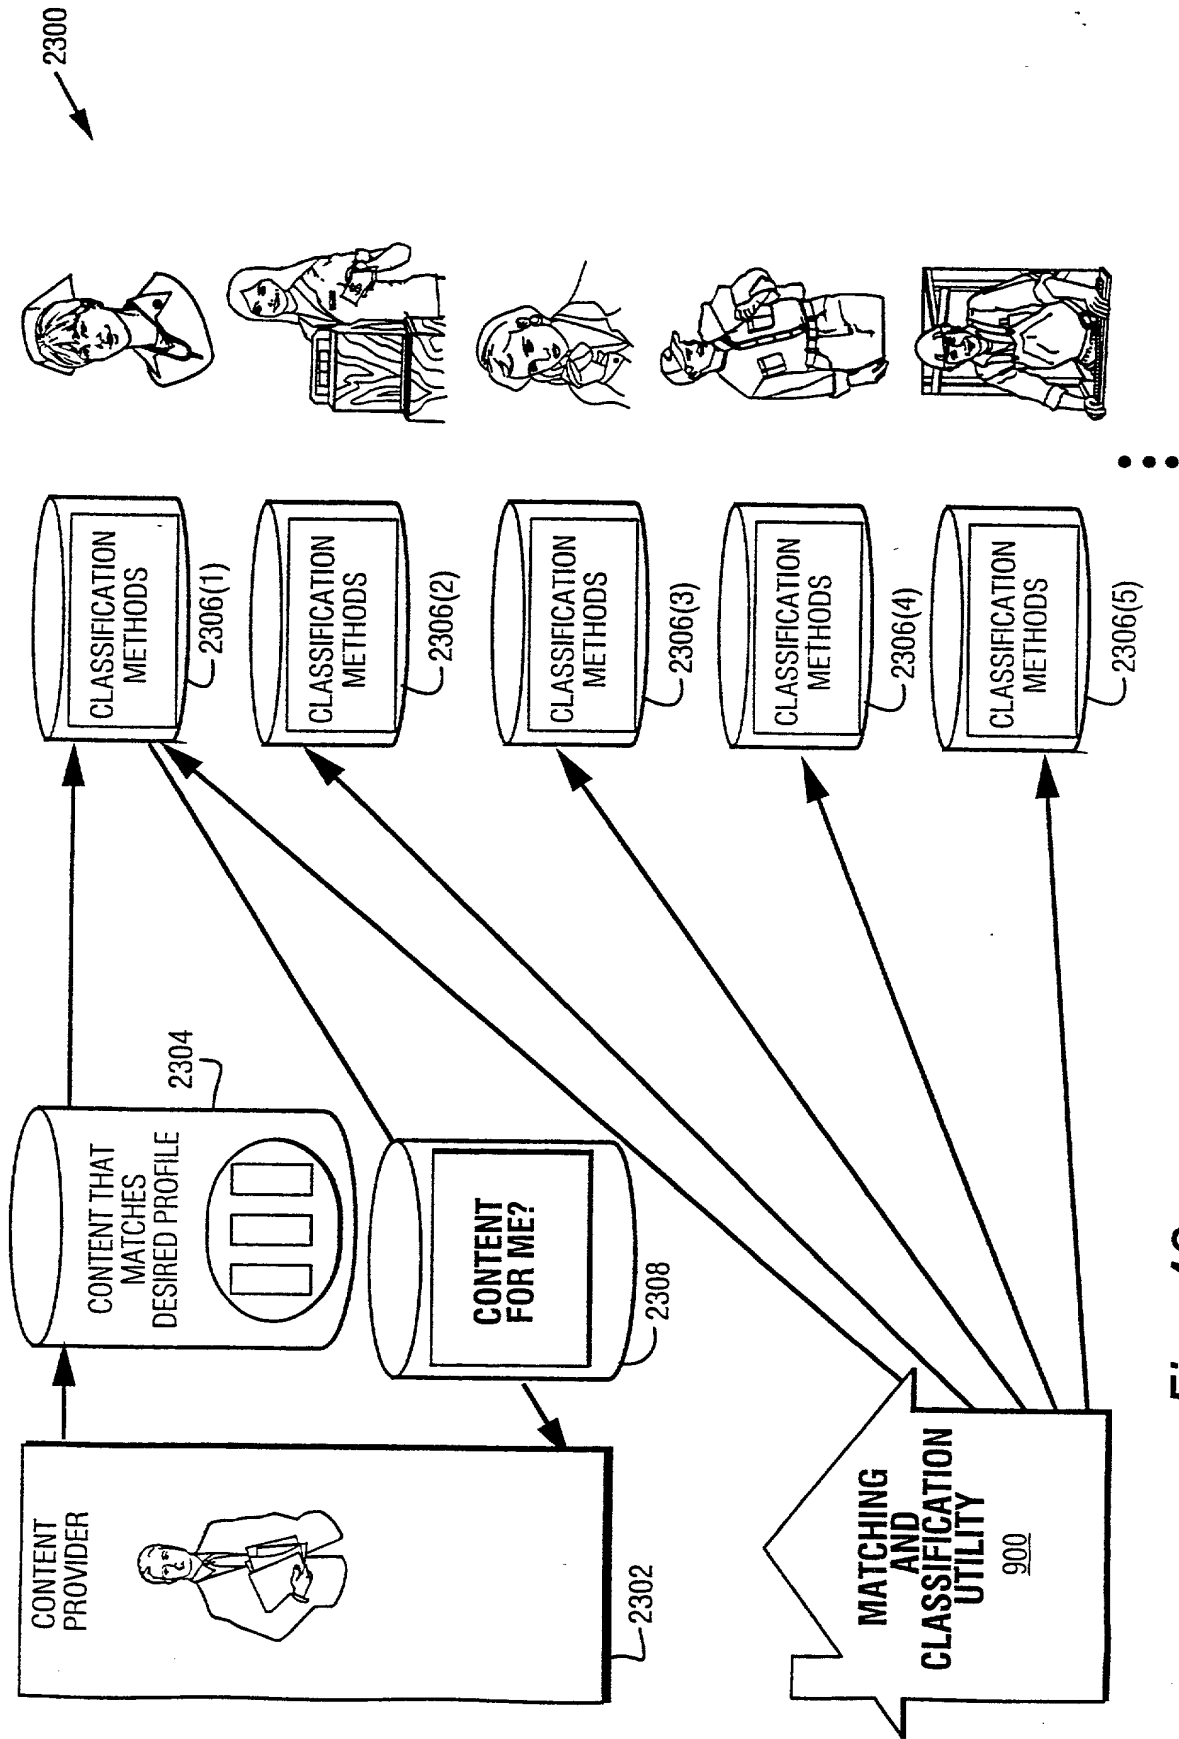 2300
CONTENT
PROVIDER
2302
CONTENT THAT
MATCHES
DESIRED PROFILE
2304
CONTENT
FOR ME?
2308
CLASSIFICATION
METHODS
2306(1)
CLASSIFICATION
METHODS
2306(2)
CLASSIFICATION
METHODS
2306(3)
CLASSIFICATION
METHODS
2306(4)
CLASSIFICATION
METHODS
2306(5)
MATCHING
AND
CLASSIFICATION
UTILITY
900